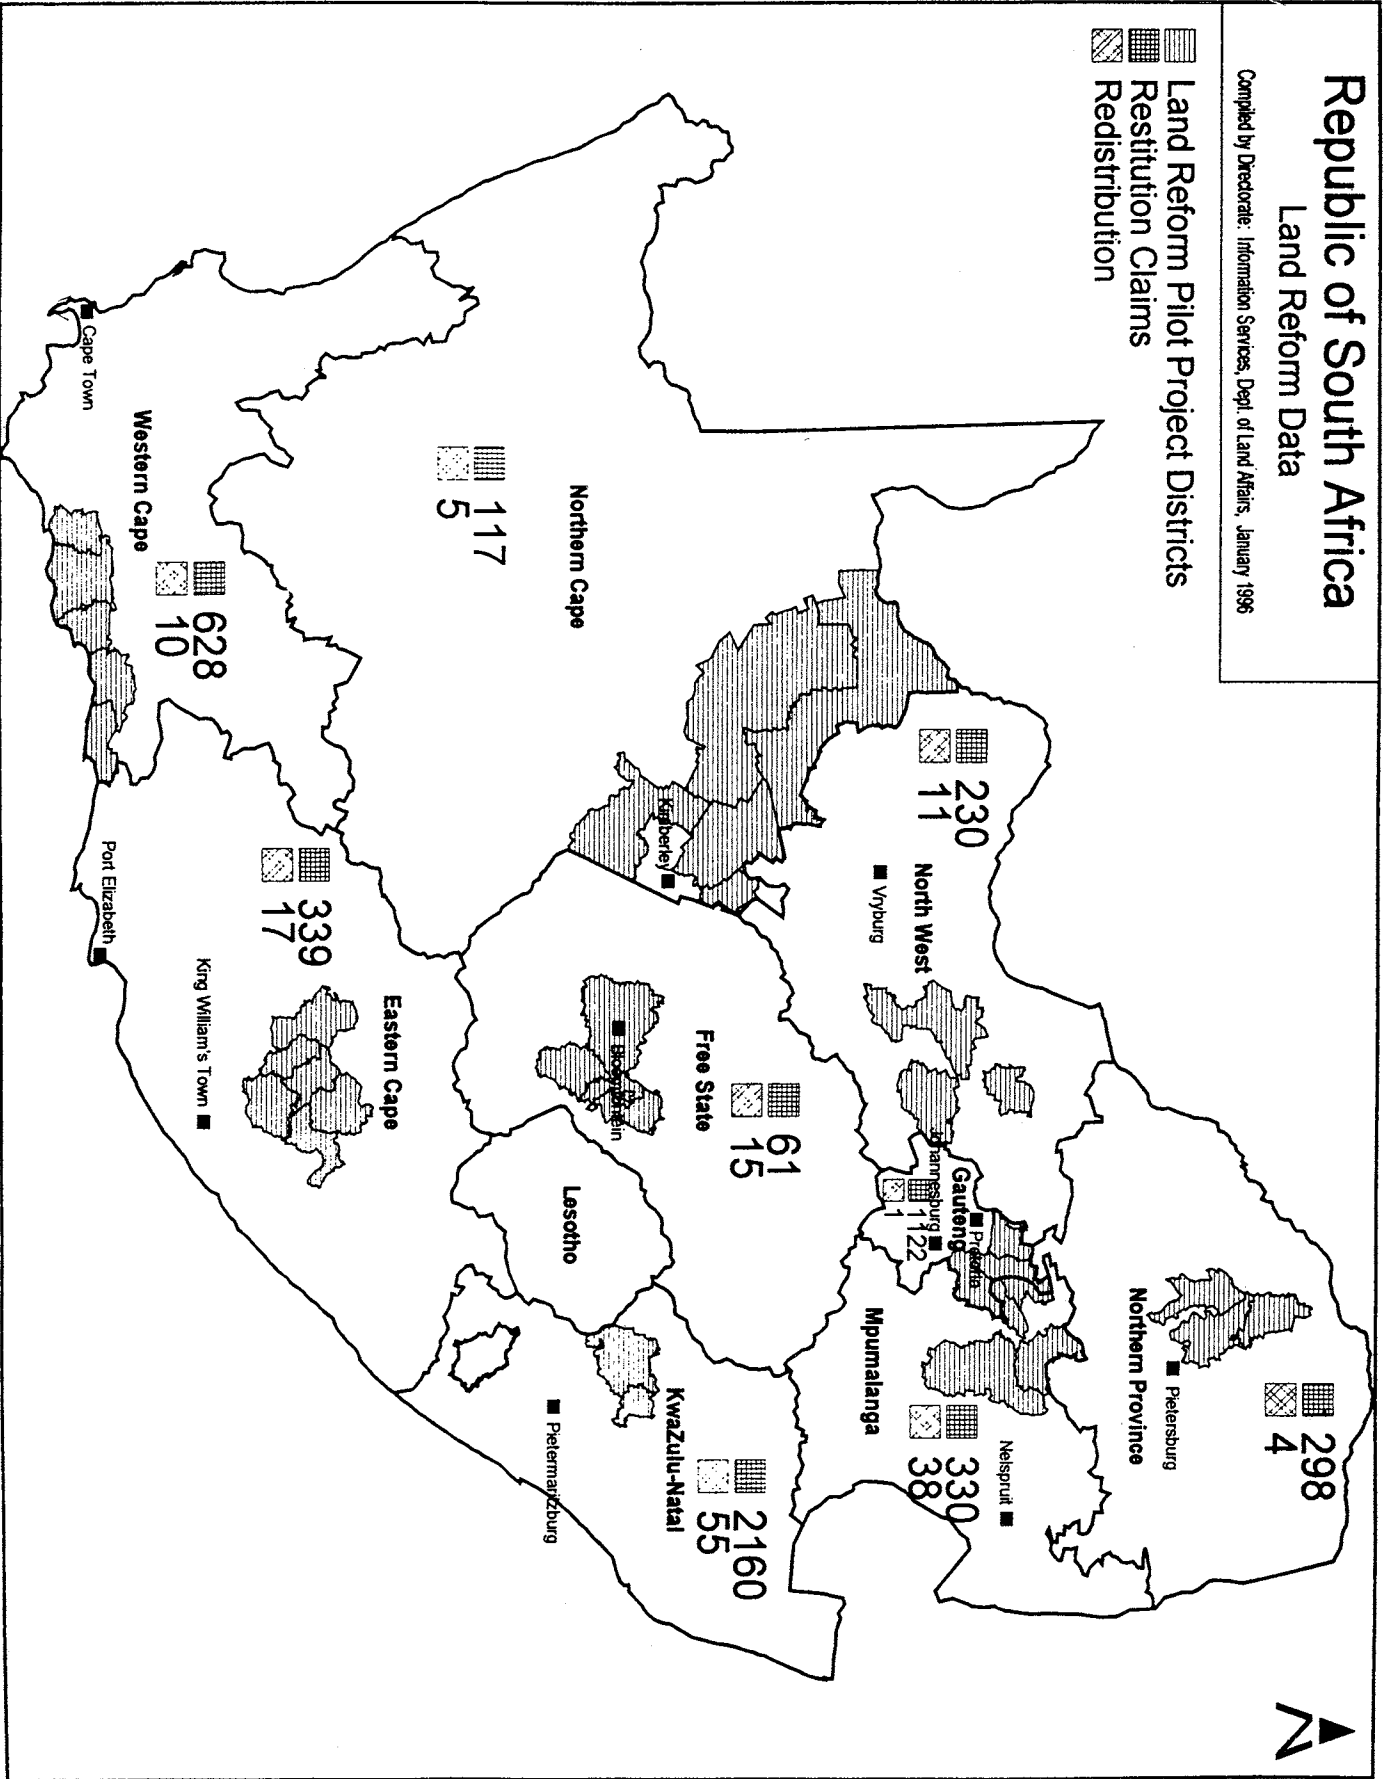 Republic of South Africa
Land Reform Data
Compiled by Directorate: Information Services, Dept. of Land Affairs, January 1996
Land Reform Pilot Project Districts
Restitution Claims
Redistribution
298
4
Pietersburg
Northern Province
Nelspruit
330
38
Mpumalanga
230
11
North West
Vryburg
Gauteng
Pretoria
Johannesburg
1122
1
2160
55
KwaZulu-Natal
Pietermaritzburg
61
15
Free State
Bloemfontein
Lesotho
Kimberley
Northern Cape
117
5
Eastern Cape
339
17
King William's Town
Port Elizabeth
628
10
Western Cape
Cape Town
N